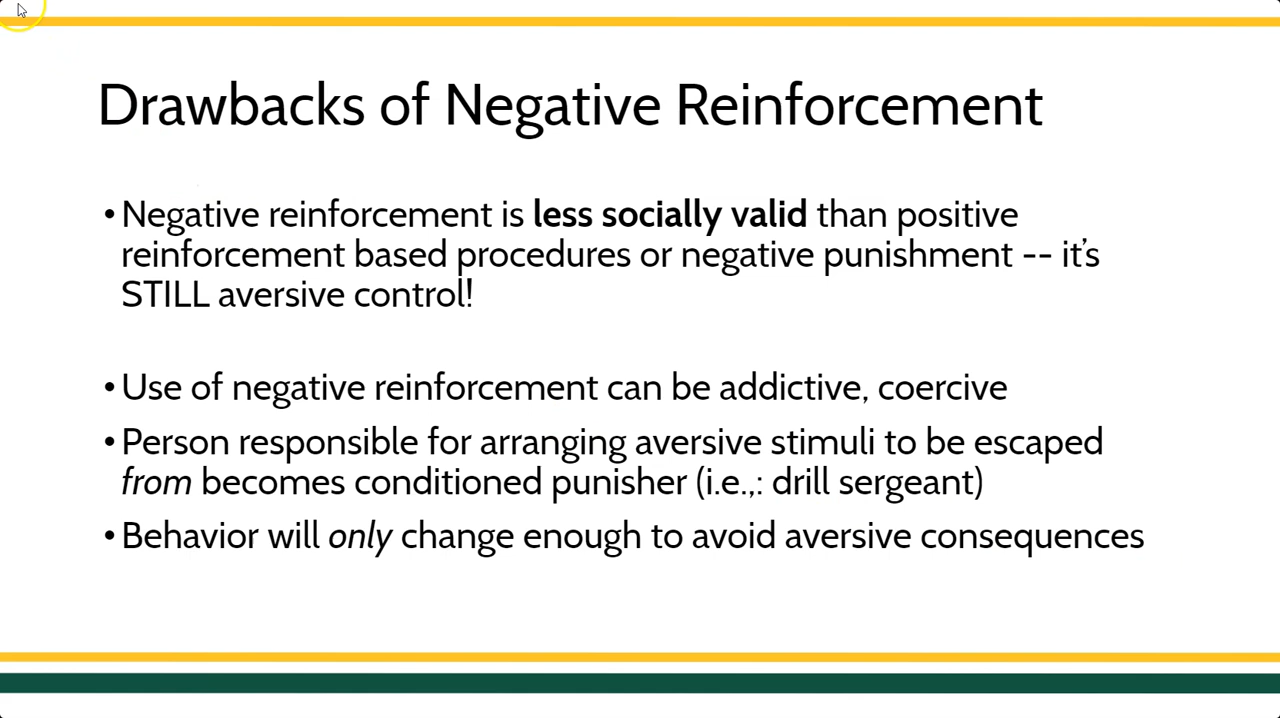 Drawbacks of Negative Reinforcement
•Negative reinforcement is less socially valid than positive
reinforcement based procedures or negative punishment -- it’s
STILL aversive control!
•Use of negative reinforcement can be addictive, coercive
•Person responsible for arranging aversive stimuli to be escaped
from becomes conditioned punisher (i.e.,: drill sergeant)
•Behavior will only change enough to avoid aversive consequences